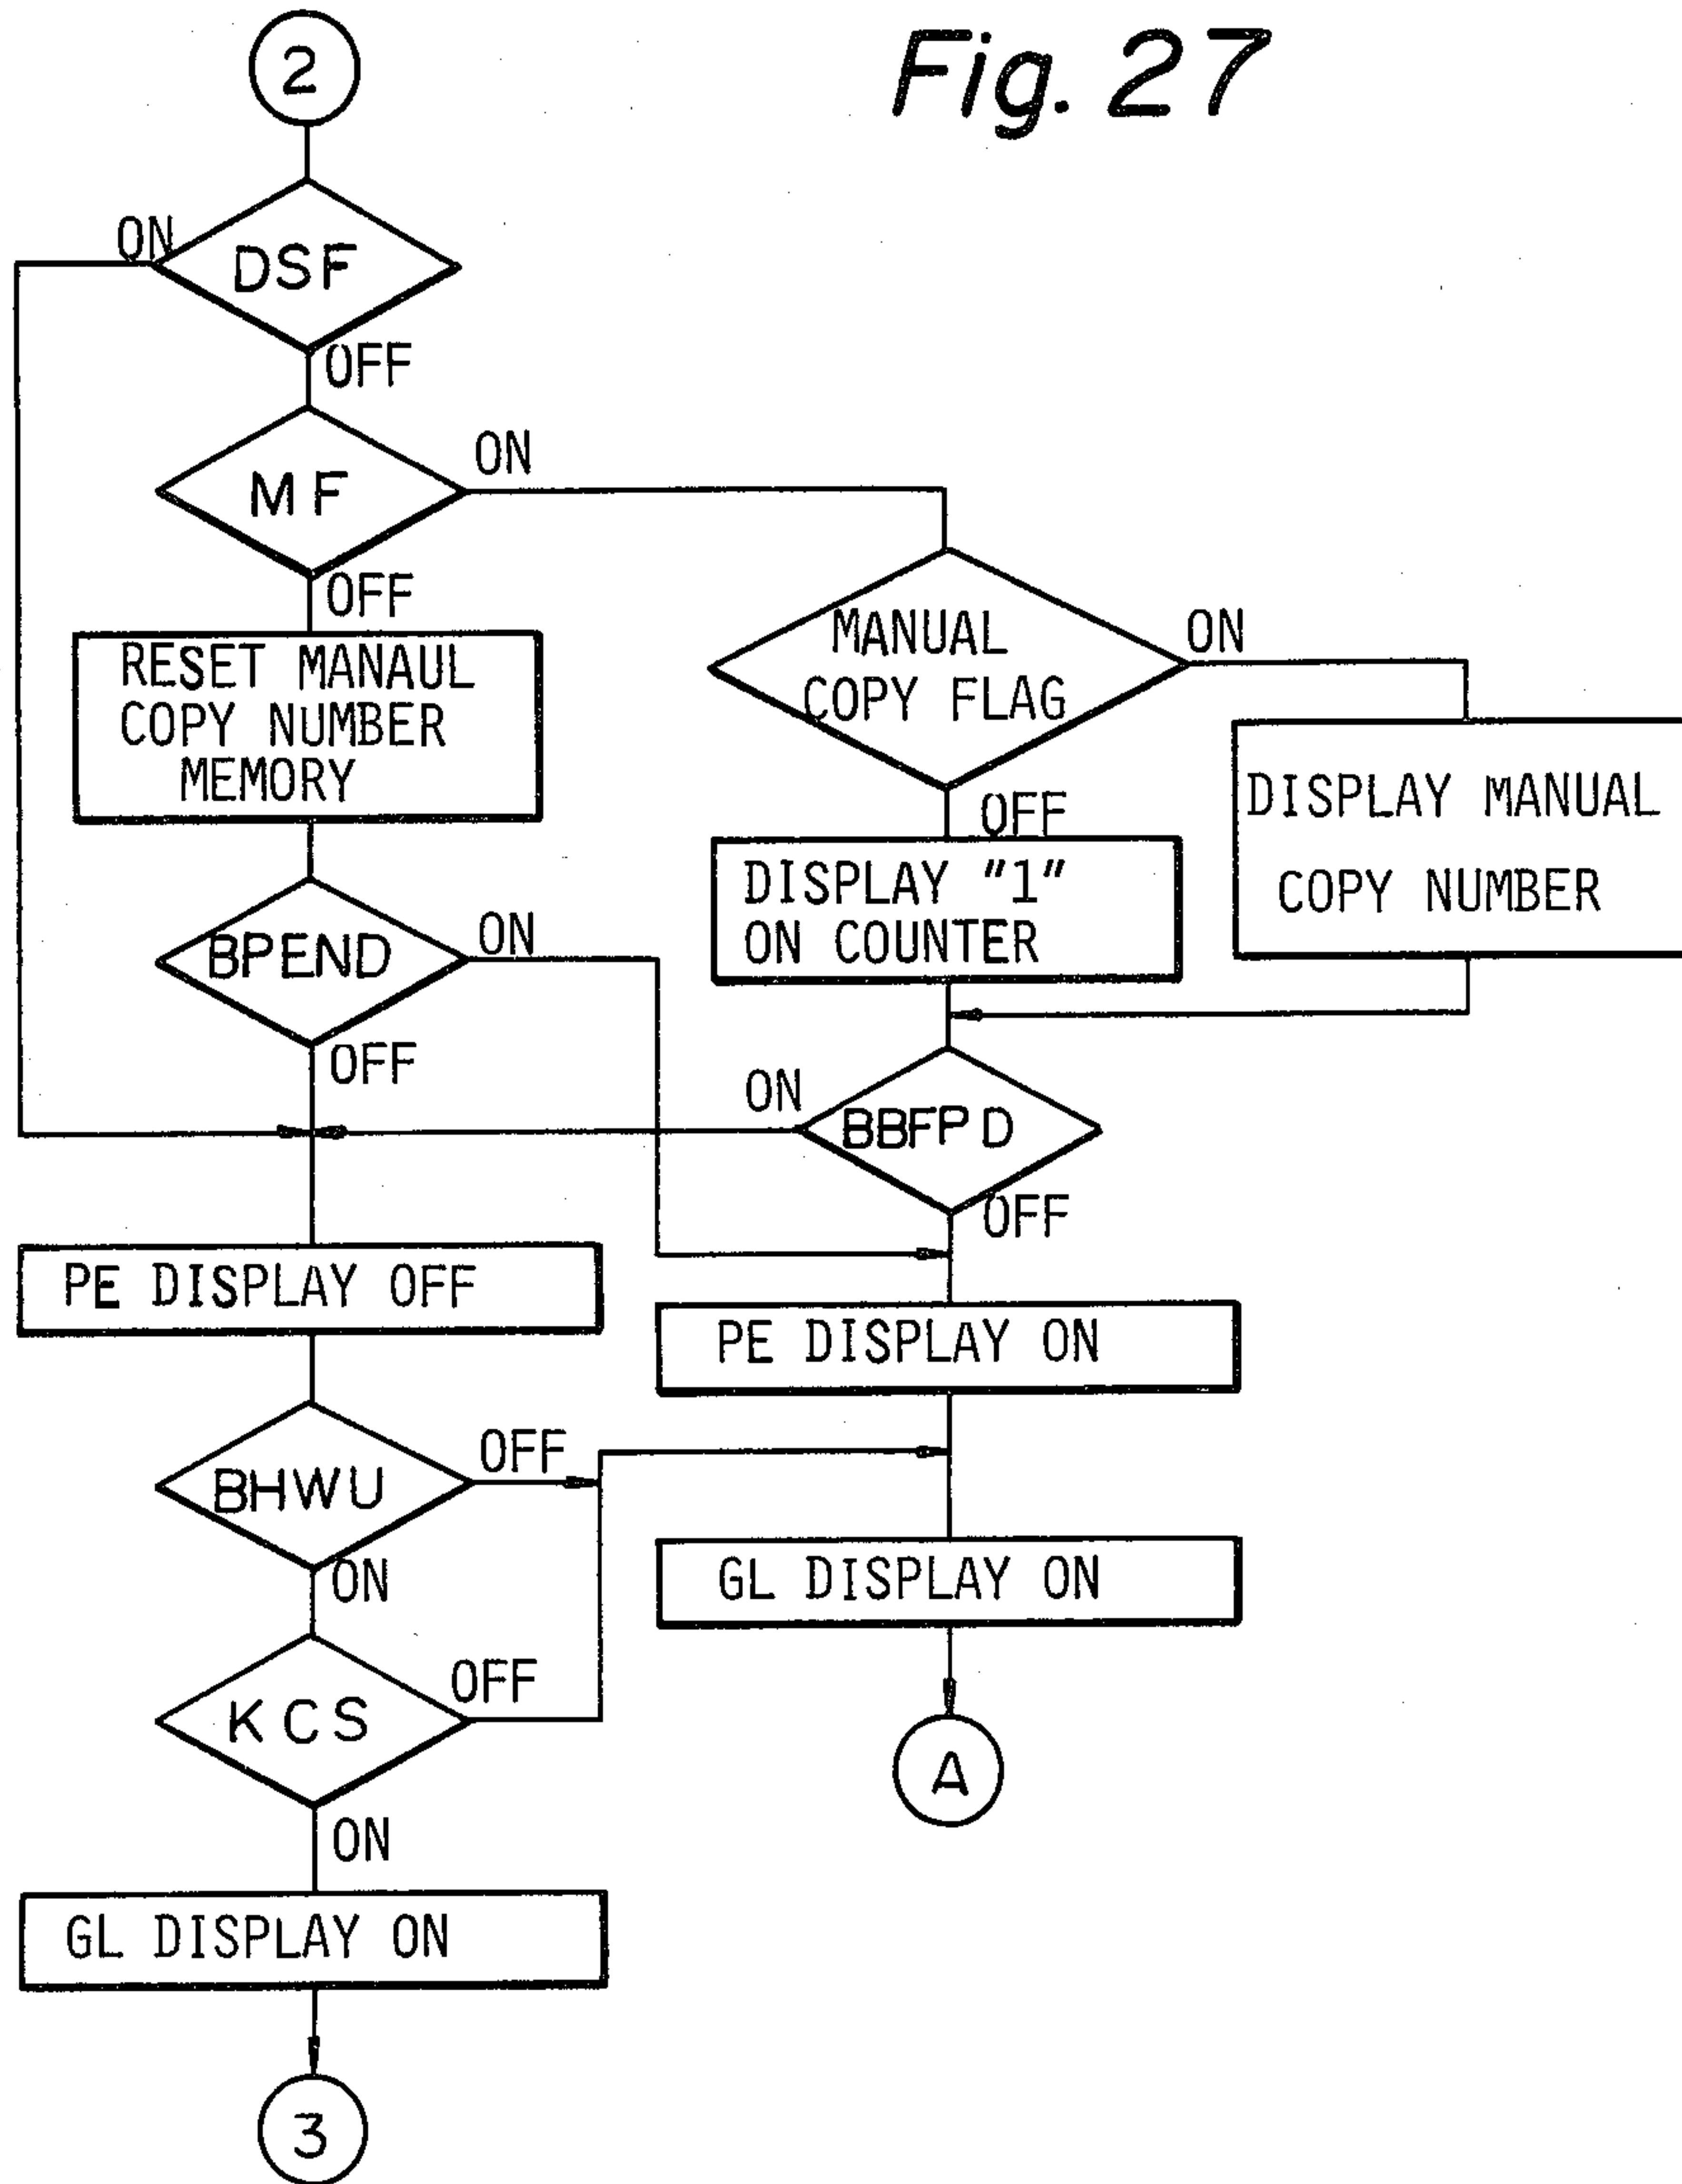 Fig. 27
2
ON
DSF
OFF
MF
ON
OFF
RESET MANAUL
COPY NUMBER
MEMORY
MANUAL
COPY FLAG
ON
OFF
DISPLAY MANUAL
COPY NUMBER
DISPLAY "1"
ON COUNTER
BPEND
ON
OFF
ON
BBFPD
OFF
PE DISPLAY OFF
PE DISPLAY ON
BHWU
OFF
ON
GL DISPLAY ON
KCS
OFF
ON
A
GL DISPLAY ON
3